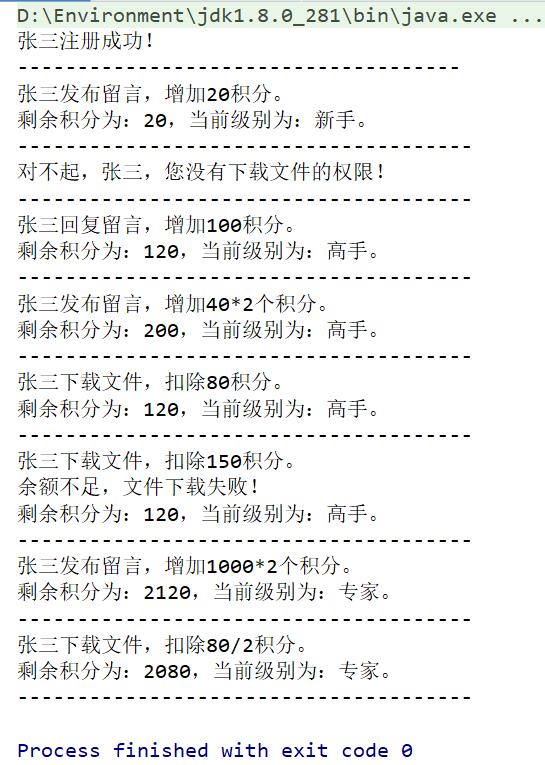 D:\Environment\jdk1.8.0_281\bin\java.exe ...
张三注册成功！
-----------------------------------
张三发布留言，增加20积分。
剩余积分为：20，当前级别为：新手。
------------------------------------
对不起，张三，您没有下载文件的权限！
------------------------------------
张三回复留言，增加100积分。
剩余积分为：120，当前级别为：高手。
------------------------------------
张三发布留言，增加40*2个积分。
剩余积分为：200，当前级别为：高手。
------------------------------------
张三下载文件，扣除80积分。
剩余积分为：120，当前级别为：高手。
------------------------------------
张三下载文件，扣除150积分。
余额不足，文件下载失败！
剩余积分为：120，当前级别为：高手。
------------------------------------
张三发布留言，增加1000*2个积分。
剩余积分为：2120，当前级别为：专家。
------------------------------------
张三下载文件，扣除80/2积分。
剩余积分为：2080，当前级别为：专家。
------------------------------------
Process finished with exit code 0